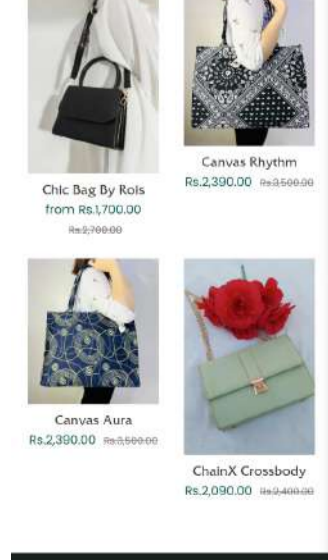 Chic Bag By Rois
from Rs.1,700.00
Rs.2,700.00
Canvas Rhythm
Rs.2,390.00 Rs.3,500.00
Canvas Aura
Rs.2,390.00 Rs.3,500.00
ChainX Crossbody
Rs.2,090.00 Rs.2,400.00